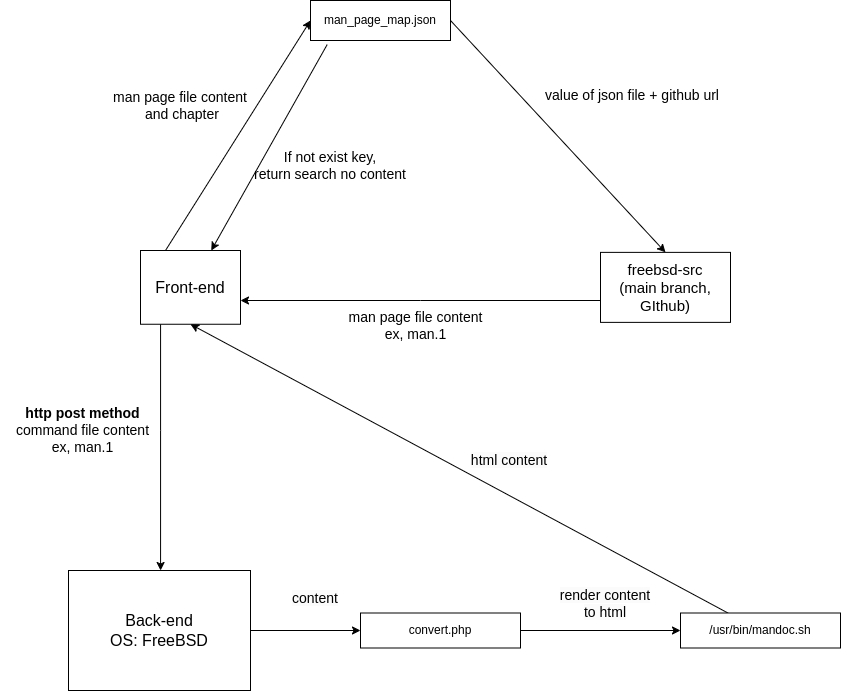 man_page_map.json
man page file content
and chapter
value of json file + github url
If not exist key,
return search no content
Front-end
freebsd-src
(main branch,
GIthub)
man page file content
ex, man.1
http post method
command file content
ex, man.1
html content
Back-end
OS: FreeBSD
content
convert.php
render content
to html
/usr/bin/mandoc.sh